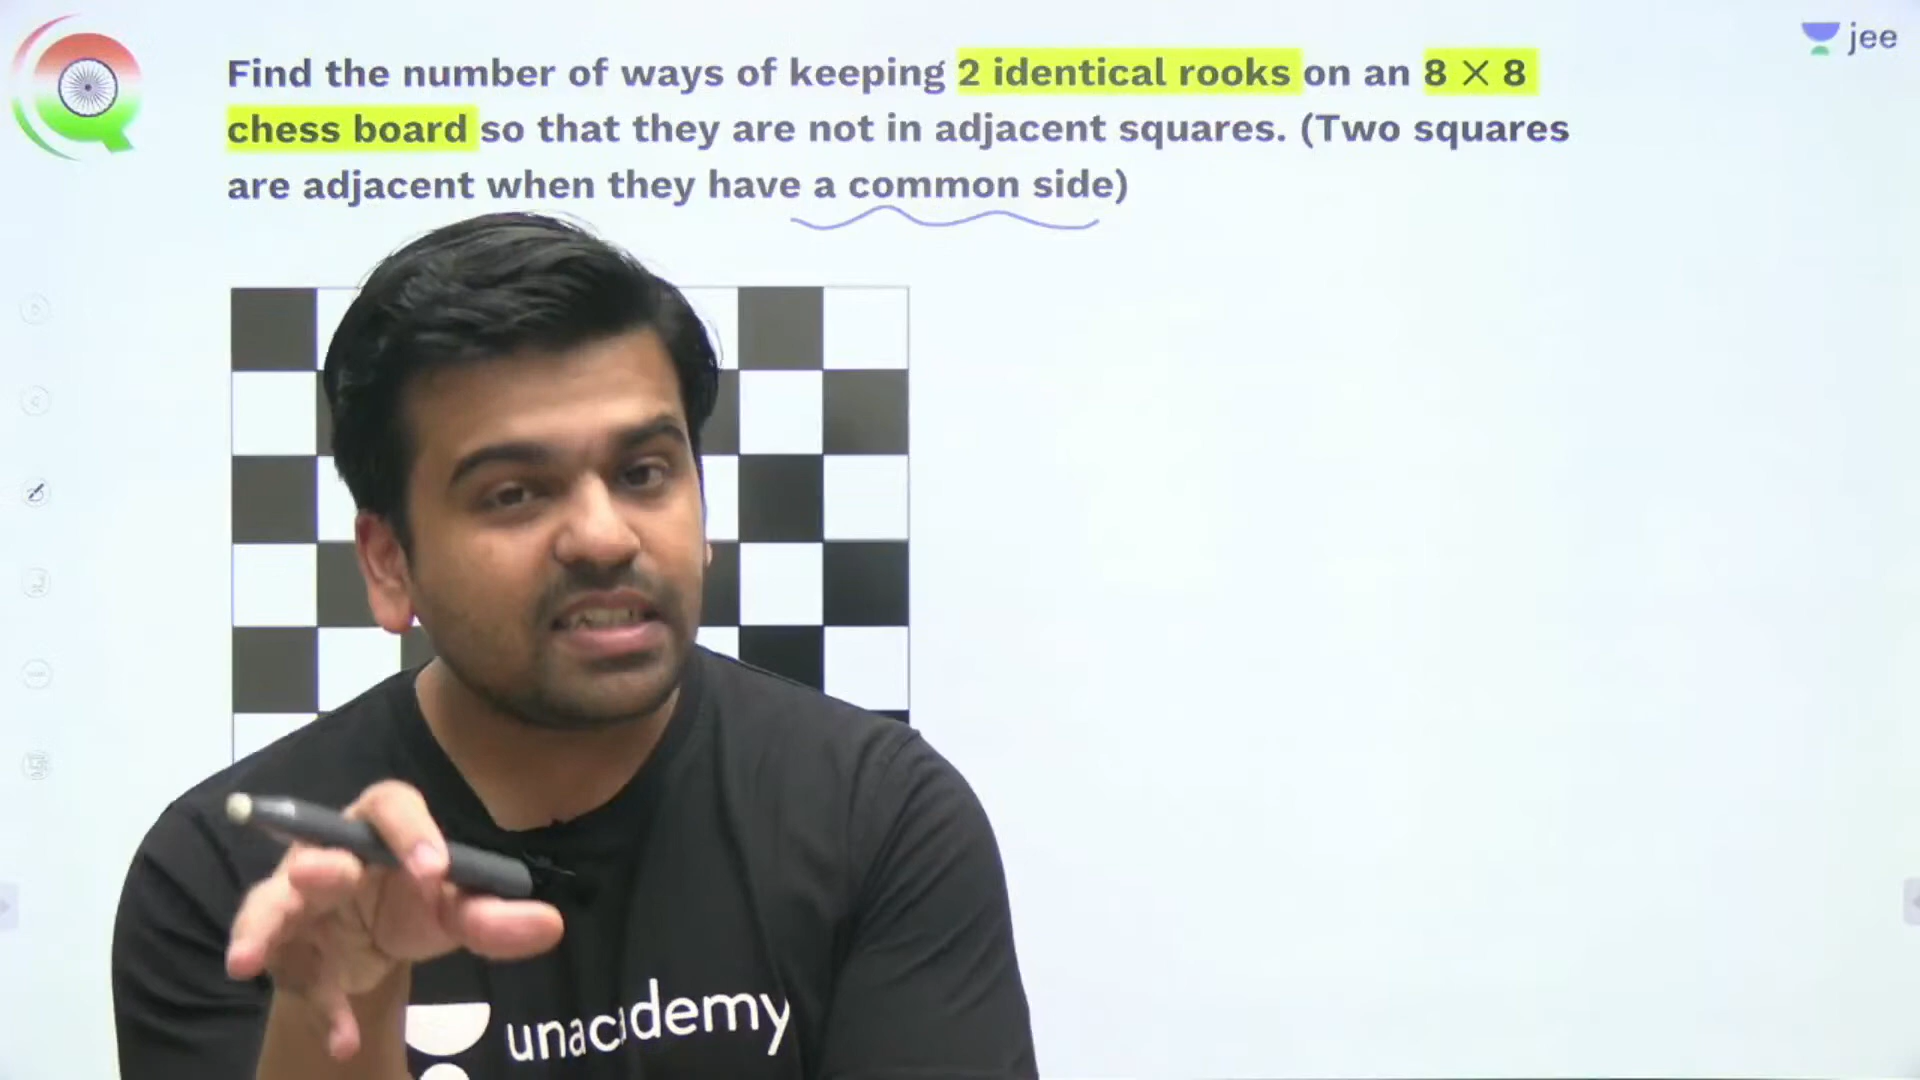 Find the number of ways of keeping 2 identical rooks on an 8 × 8
chess board so that they are not in adjacent squares. (Two squares
are adjacent when they have a common side)
jee
unacademy